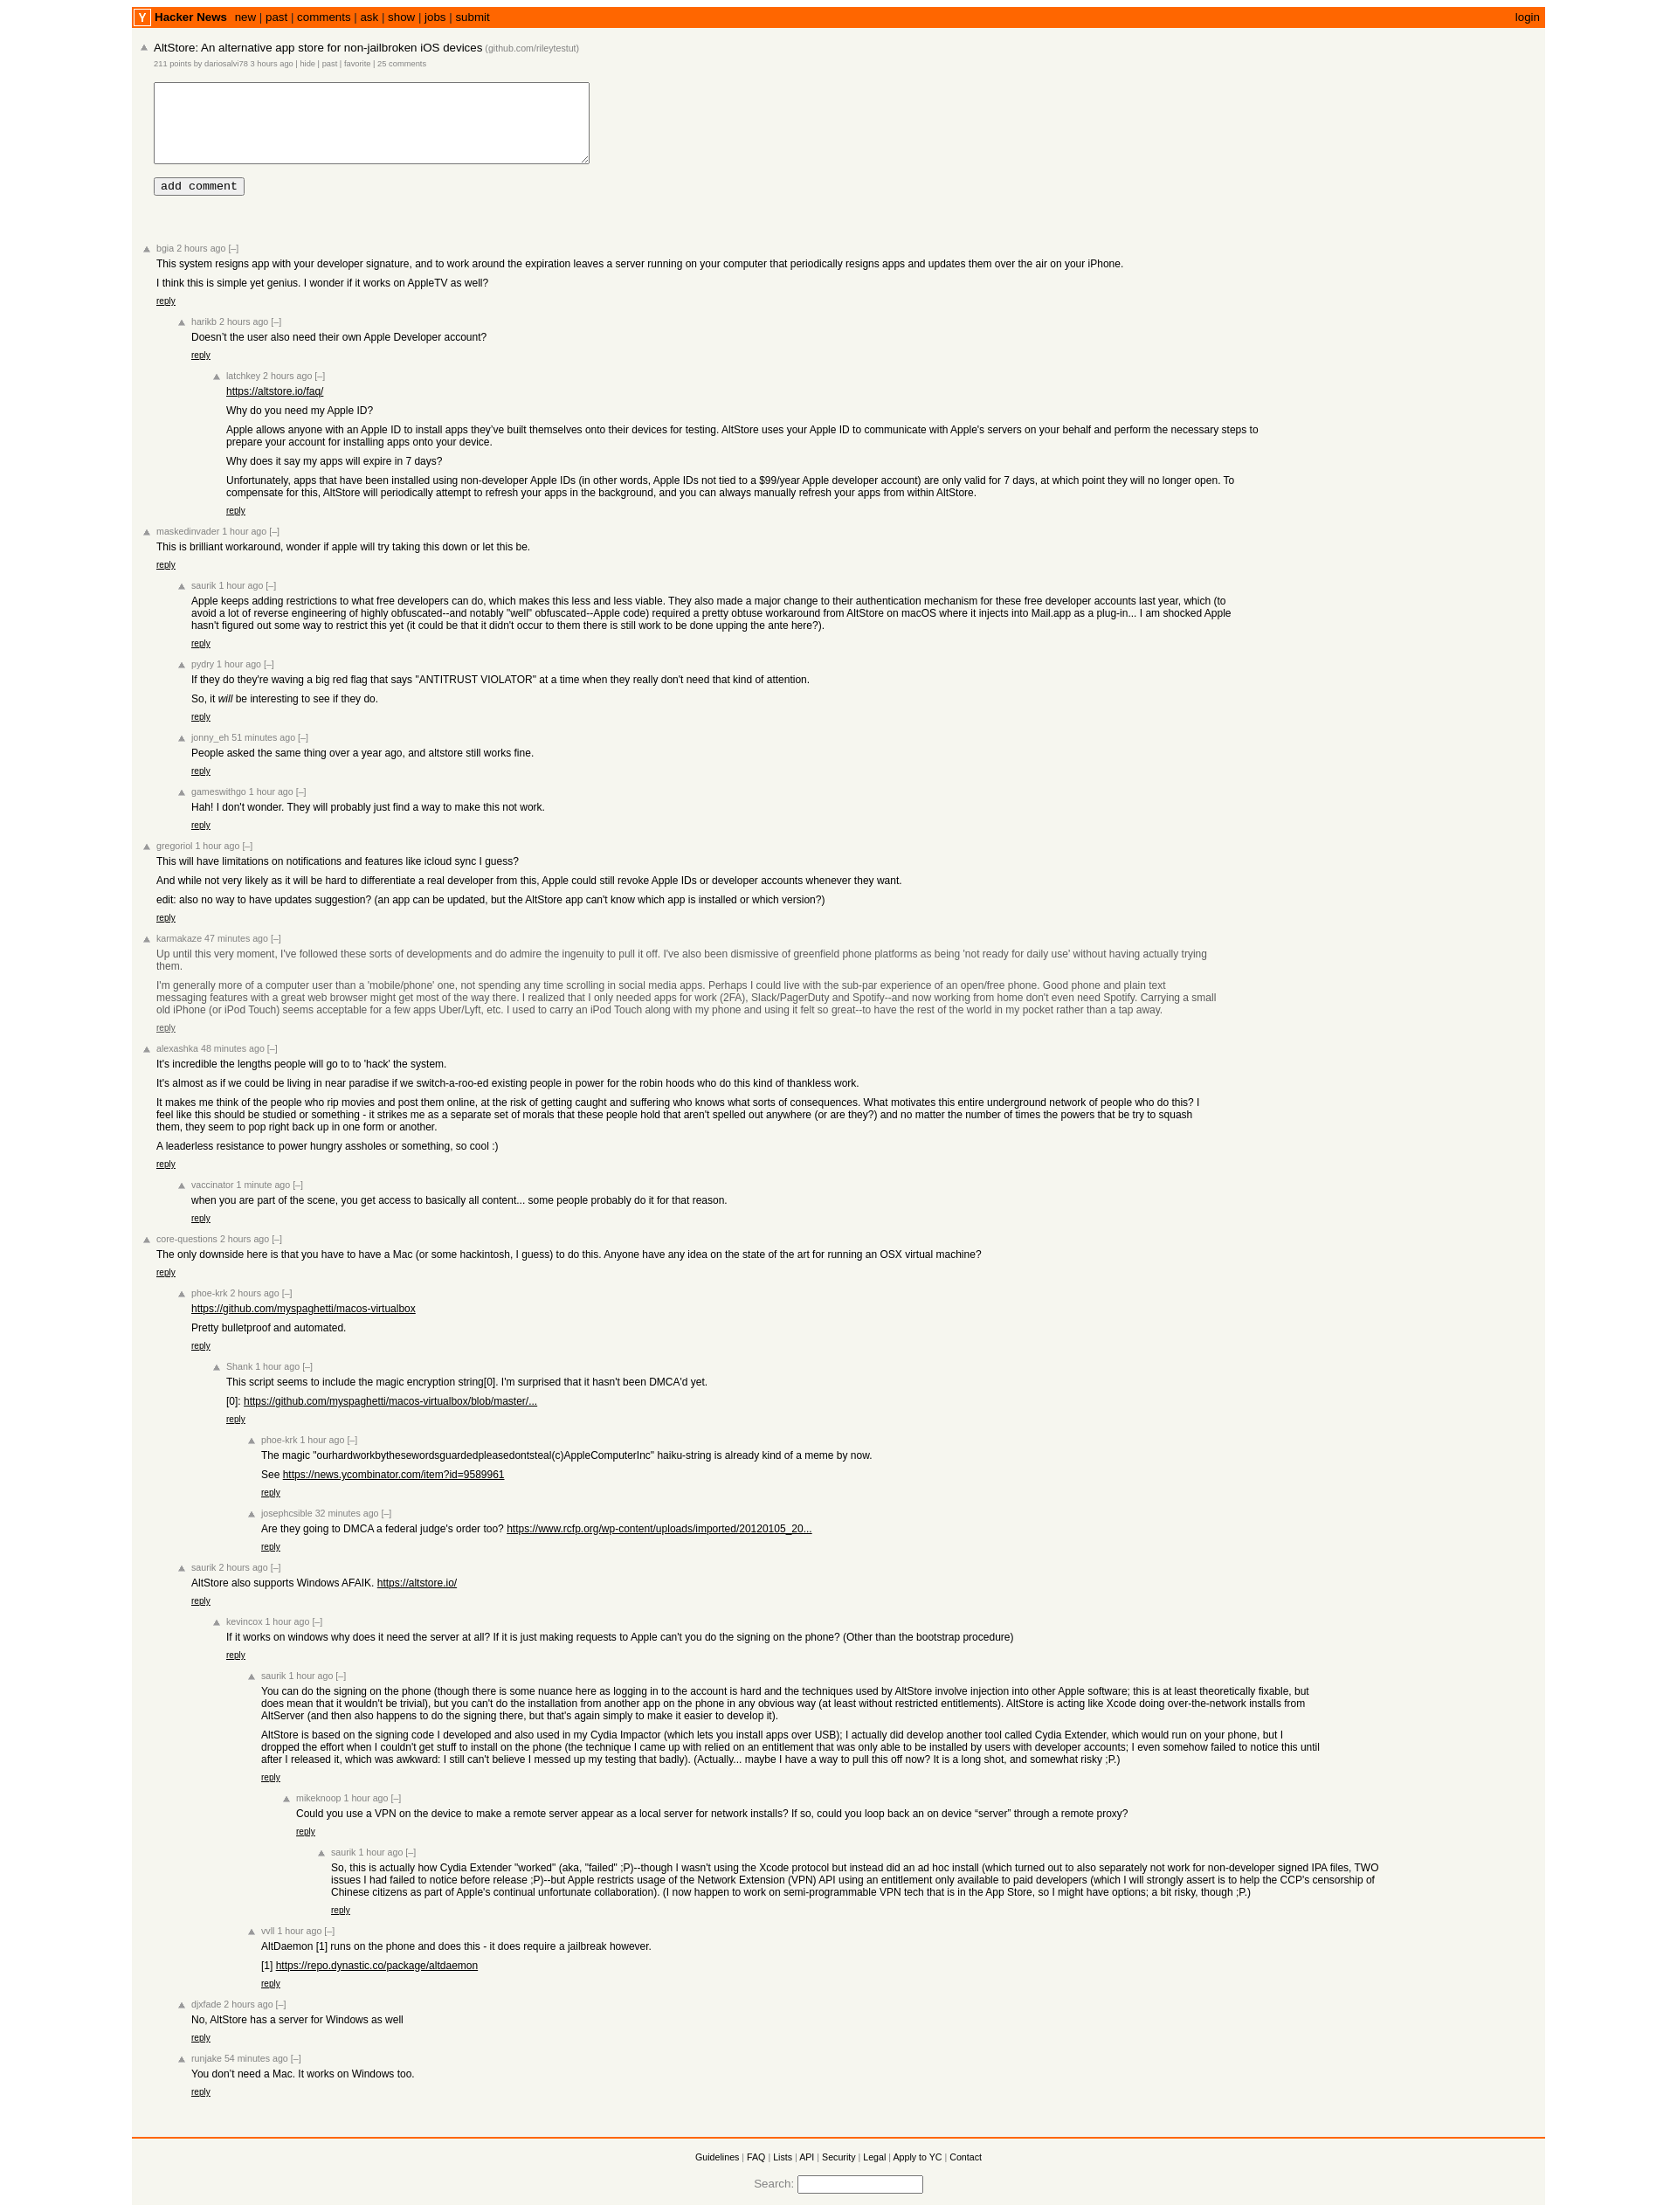 Y Hacker News new | past | comments | ask | show | jobs | submit login
AltStore: An alternative app store for non-jailbroken iOS devices (github.com/rileytestut)
211 points by dariosalvi78 3 hours ago | hide | past | favorite | 25 comments
add comment
bgia 2 hours ago [–]
This system resigns app with your developer signature, and to work around the expiration leaves a server running on your computer that periodically resigns apps and updates them over the air on your iPhone.
I think this is simple yet genius. I wonder if it works on AppleTV as well?
reply
harikb 2 hours ago [–]
Doesn't the user also need their own Apple Developer account?
reply
latchkey 2 hours ago [–]
https://altstore.io/faq/
Why do you need my Apple ID?
Apple allows anyone with an Apple ID to install apps they've built themselves onto their devices for testing. AltStore uses your Apple ID to communicate with Apple's servers on your behalf and perform the necessary steps to
prepare your account for installing apps onto your device.
Why does it say my apps will expire in 7 days?
Unfortunately, apps that have been installed using non-developer Apple IDs (in other words, Apple IDs not tied to a $99/year Apple developer account) are only valid for 7 days, at which point they will no longer open. To
compensate for this, AltStore will periodically attempt to refresh your apps in the background, and you can always manually refresh your apps from within AltStore.
reply
maskedinvader 1 hour ago [–]
This is brilliant workaround, wonder if apple will try taking this down or let this be.
reply
saurik 1 hour ago [–]
Apple keeps adding restrictions to what free developers can do, which makes this less and less viable. They also made a major change to their authentication mechanism for these free developer accounts last year, which (to
avoid a lot of reverse engineering of highly obfuscated--and notably "well" obfuscated--Apple code) required a pretty obtuse workaround from AltStore on macOS where it injects into Mail.app as a plug-in... I am shocked Apple
hasn't figured out some way to restrict this yet (it could be that it didn't occur to them there is still work to be done upping the ante here?).
reply
pydry 1 hour ago [–]
If they do they're waving a big red flag that says "ANTITRUST VIOLATOR" at a time when they really don't need that kind of attention.
So, it will be interesting to see if they do.
reply
jonny_eh 51 minutes ago [–]
People asked the same thing over a year ago, and altstore still works fine.
reply
gameswithgo 1 hour ago [–]
Hah! I don't wonder. They will probably just find a way to make this not work.
reply
gregoriol 1 hour ago [–]
This will have limitations on notifications and features like icloud sync I guess?
And while not very likely as it will be hard to differentiate a real developer from this, Apple could still revoke Apple IDs or developer accounts whenever they want.
edit: also no way to have updates suggestion? (an app can be updated, but the AltStore app can't know which app is installed or which version?)
reply
karmakaze 47 minutes ago [–]
Up until this very moment, I've followed these sorts of developments and do admire the ingenuity to pull it off. I've also been dismissive of greenfield phone platforms as being 'not ready for daily use' without having actually trying
them.
I'm generally more of a computer user than a 'mobile/phone' one, not spending any time scrolling in social media apps. Perhaps I could live with the sub-par experience of an open/free phone. Good phone and plain text
messaging features with a great web browser might get most of the way there. I realized that I only needed apps for work (2FA), Slack/PagerDuty and Spotify--and now working from home don't even need Spotify. Carrying a small
old iPhone (or iPod Touch) seems acceptable for a few apps Uber/Lyft, etc. I used to carry an iPod Touch along with my phone and using it felt so great--to have the rest of the world in my pocket rather than a tap away.
reply
alexashka 48 minutes ago [–]
It's incredible the lengths people will go to to 'hack' the system.
It's almost as if we could be living in near paradise if we switch-a-roo-ed existing people in power for the robin hoods who do this kind of thankless work.
It makes me think of the people who rip movies and post them online, at the risk of getting caught and suffering who knows what sorts of consequences. What motivates this entire underground network of people who do this? I
feel like this should be studied or something - it strikes me as a separate set of morals that these people hold that aren't spelled out anywhere (or are they?) and no matter the number of times the powers that be try to squash
them, they seem to pop right back up in one form or another.
A leaderless resistance to power hungry assholes or something, so cool :)
reply
vaccinator 1 minute ago [–]
when you are part of the scene, you get access to basically all content... some people probably do it for that reason.
reply
core-questions 2 hours ago [–]
The only downside here is that you have to have a Mac (or some hackintosh, I guess) to do this. Anyone have any idea on the state of the art for running an OSX virtual machine?
reply
phoe-krk 2 hours ago [–]
https://github.com/myspaghetti/macos-virtualbox
Pretty bulletproof and automated.
reply
Shank 1 hour ago [–]
This script seems to include the magic encryption string[0]. I'm surprised that it hasn't been DMCA'd yet.
[0]: https://github.com/myspaghetti/macos-virtualbox/blob/master/...
reply
phoe-krk 1 hour ago [–]
The magic "ourhardworkbythesewordsguardedpleasedontsteal(c)AppleComputerInc" haiku-string is already kind of a meme by now.
See https://news.ycombinator.com/item?id=9589961
reply
josephcsible 32 minutes ago [–]
Are they going to DMCA a federal judge's order too? https://www.rcfp.org/wp-content/uploads/imported/20120105_20...
reply
saurik 2 hours ago [–]
AltStore also supports Windows AFAIK. https://altstore.io/
reply
kevincox 1 hour ago [–]
If it works on windows why does it need the server at all? If it is just making requests to Apple can't you do the signing on the phone? (Other than the bootstrap procedure)
reply
saurik 1 hour ago [–]
You can do the signing on the phone (though there is some nuance here as logging in to the account is hard and the techniques used by AltStore involve injection into other Apple software; this is at least theoretically fixable, but
does mean that it wouldn't be trivial), but you can't do the installation from another app on the phone in any obvious way (at least without restricted entitlements). AltStore is acting like Xcode doing over-the-network installs from
AltServer (and then also happens to do the signing there, but that's again simply to make it easier to develop it).
AltStore is based on the signing code I developed and also used in my Cydia Impactor (which lets you install apps over USB); I actually did develop another tool called Cydia Extender, which would run on your phone, but I
dropped the effort when I couldn't get stuff to install on the phone (the technique I came up with relied on an entitlement that was only able to be installed by users with developer accounts; I even somehow failed to notice this until
after I released it, which was awkward: I still can't believe I messed up my testing that badly). (Actually... maybe I have a way to pull this off now? It is a long shot, and somewhat risky ;P.)
reply
mikeknoop 1 hour ago [–]
Could you use a VPN on the device to make a remote server appear as a local server for network installs? If so, could you loop back an on device “server” through a remote proxy?
reply
saurik 1 hour ago [–]
So, this is actually how Cydia Extender "worked" (aka, "failed" ;P)--though I wasn't using the Xcode protocol but instead did an ad hoc install (which turned out to also separately not work for non-developer signed IPA files, TWO
issues I had failed to notice before release ;P)--but Apple restricts usage of the Network Extension (VPN) API using an entitlement only available to paid developers (which I will strongly assert is to help the CCP's censorship of
Chinese citizens as part of Apple's continual unfortunate collaboration). (I now happen to work on semi-programmable VPN tech that is in the App Store, so I might have options; a bit risky, though ;P.)
reply
vvll 1 hour ago [–]
AltDaemon [1] runs on the phone and does this - it does require a jailbreak however.
[1] https://repo.dynastic.co/package/altdaemon
reply
djxfade 2 hours ago [–]
No, AltStore has a server for Windows as well
reply
runjake 54 minutes ago [–]
You don't need a Mac. It works on Windows too.
reply
Guidelines | FAQ | Lists | API | Security | Legal | Apply to YC | Contact
Search: